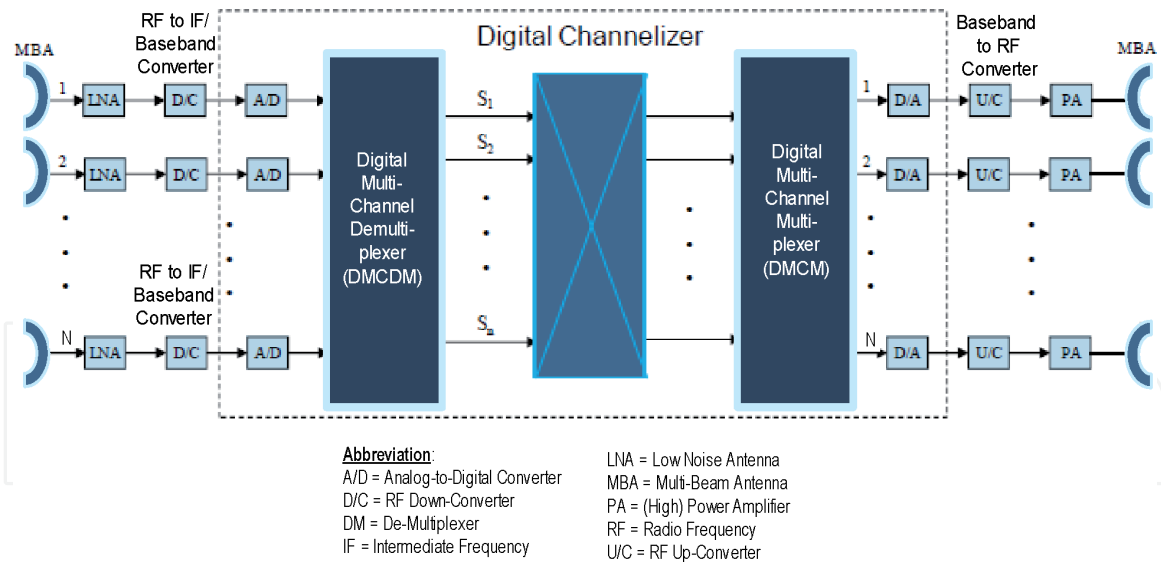 RF to IF/
Baseband
Converter
Digital Channelizer
Baseband
to RF
Converter
MBA
MBA
1
LNA
D/C
A/D
S1
1
D/A
U/C
PA
2
LNA
D/C
A/D
S2
2
D/A
U/C
PA
Digital
Multi-
Channel
Demultiplexer
(DMCDM)
Digital
Multi-
Channel
Multi-
plexer
(DMCM)
RF to IF/
Baseband
Converter
N
LNA
D/C
A/D
Sn
N
D/A
U/C
PA
Abbreviation:
A/D = Analog-to-Digital Converter
D/C = RF Down-Converter
DM = De-Multiplexer
IF = Intermediate Frequency
LNA = Low Noise Antenna
MBA = Multi-Beam Antenna
PA = (High) Power Amplifier
RF = Radio Frequency
U/C = RF Up-Converter